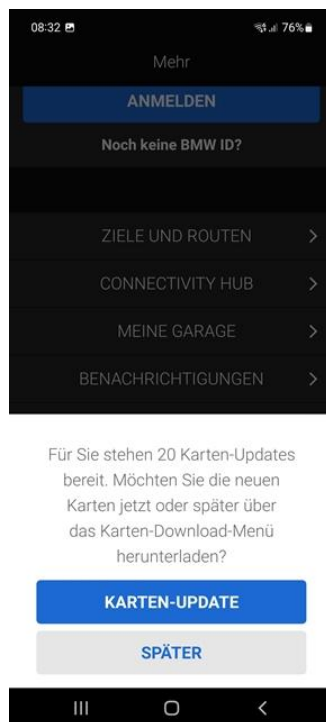 08:32 76%
Mehr
ANMELDEN
Noch keine BMW ID?
ZIELE UND ROUTEN
CONNECTIVITY HUB
MEINE GARAGE
BENACHRICHTIGUNGEN
Für Sie stehen 20 Karten-Updates
bereit. Möchten Sie die neuen
Karten jetzt oder später über
das Karten-Download-Menü
herunterladen?
KARTEN-UPDATE
SPÄTER